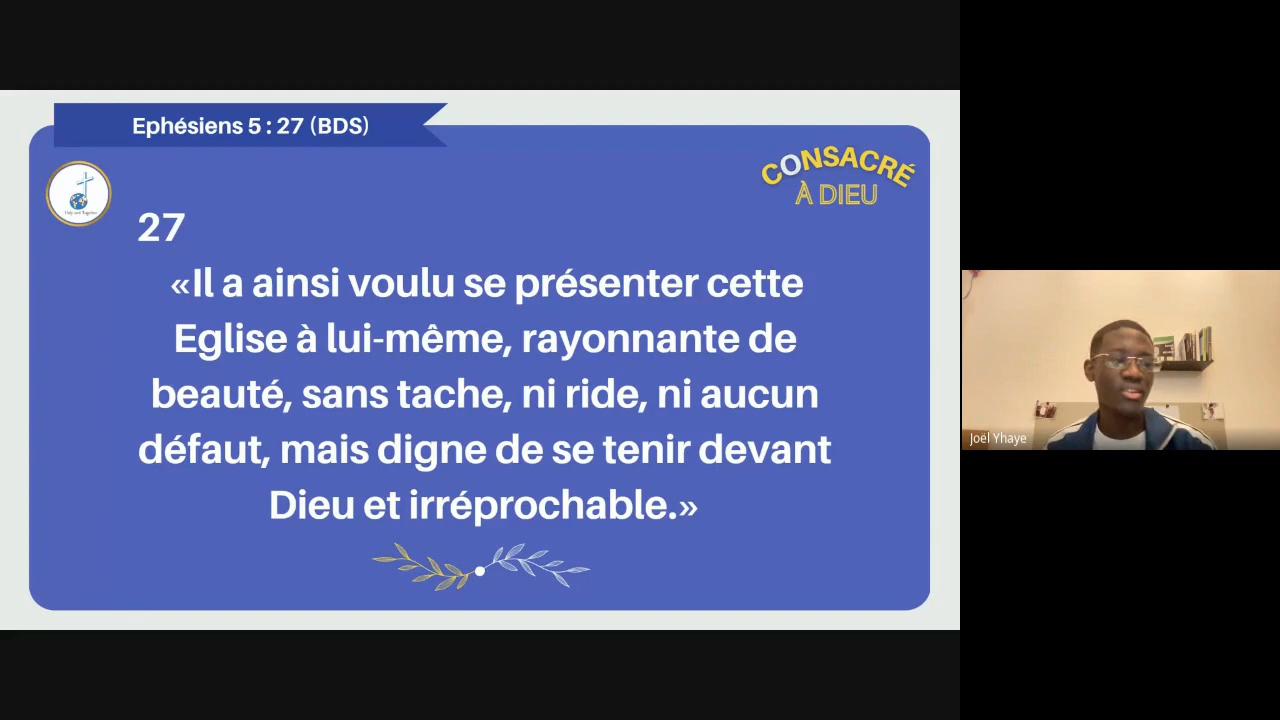 Ephésiens 5 : 27 (BDS)
CONSACRÉ
À DIEU
27
«Il a ainsi voulu se présenter cette
Eglise à lui-même, rayonnante de
beauté, sans tache, ni ride, ni aucun
défaut, mais digne de se tenir devant
Dieu et irréprochable.»
Joël Yhaye